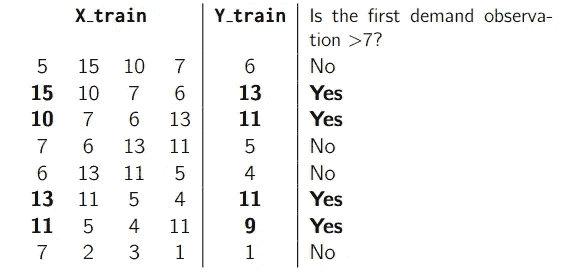 X_train Y_train Is the first demand observa-
tion >7?
5 15 10 7 6 No
15 10 7 6 13 Yes
10 7 6 13 11 Yes
7 6 13 11 5 No
6 13 11 5 4 No
13 11 5 4 11 Yes
11 5 4 11 9 Yes
7 2 3 1 1 No